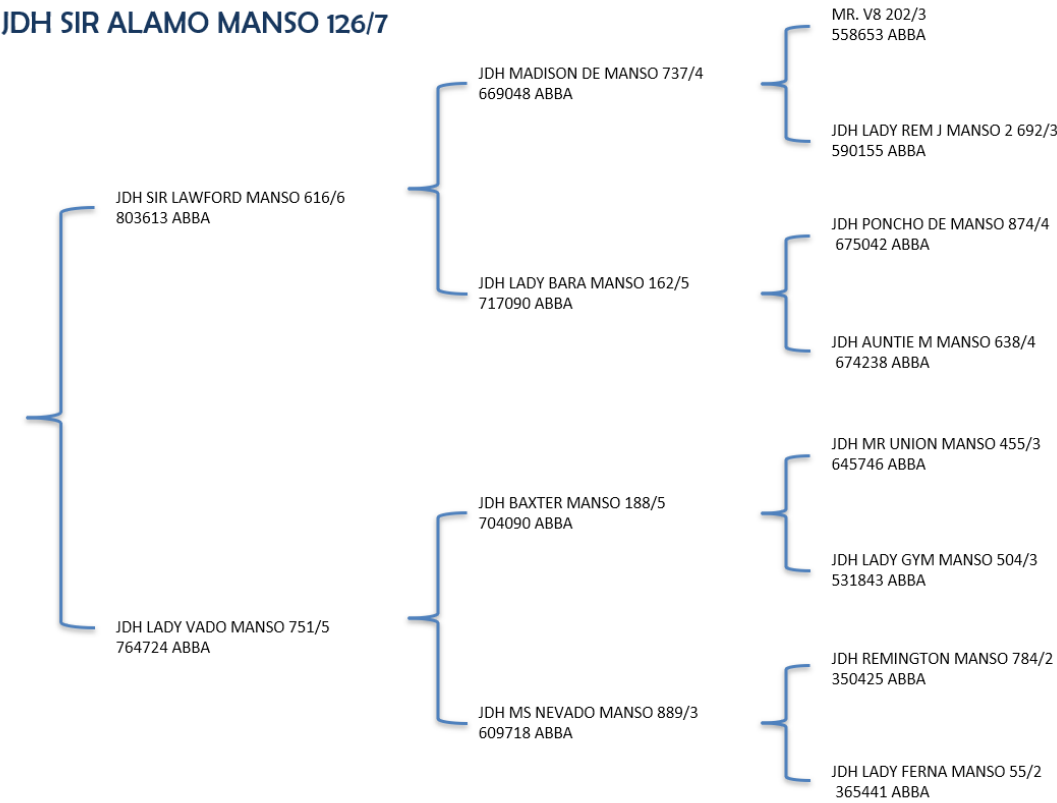 JDH SIR ALAMO MANSO 126/7
MR. V8 202/3
558653 ABBA
JDH MADISON DE MANSO 737/4
669048 ABBA
JDH LADY REM J MANSO 2 692/3
590155 ABBA
JDH SIR LAWFORD MANSO 616/6
803613 ABBA
JDH PONCHO DE MANSO 874/4
675042 ABBA
JDH LADY BARA MANSO 162/5
717090 ABBA
JDH AUNTIE M MANSO 638/4
674238 ABBA
JDH MR UNION MANSO 455/3
645746 ABBA
JDH BAXTER MANSO 188/5
704090 ABBA
JDH LADY GYM MANSO 504/3
531843 ABBA
JDH LADY VADO MANSO 751/5
764724 ABBA
JDH REMINGTON MANSO 784/2
350425 ABBA
JDH MS NEVADO MANSO 889/3
609718 ABBA
JDH LADY FERNA MANSO 55/2
365441 ABBA